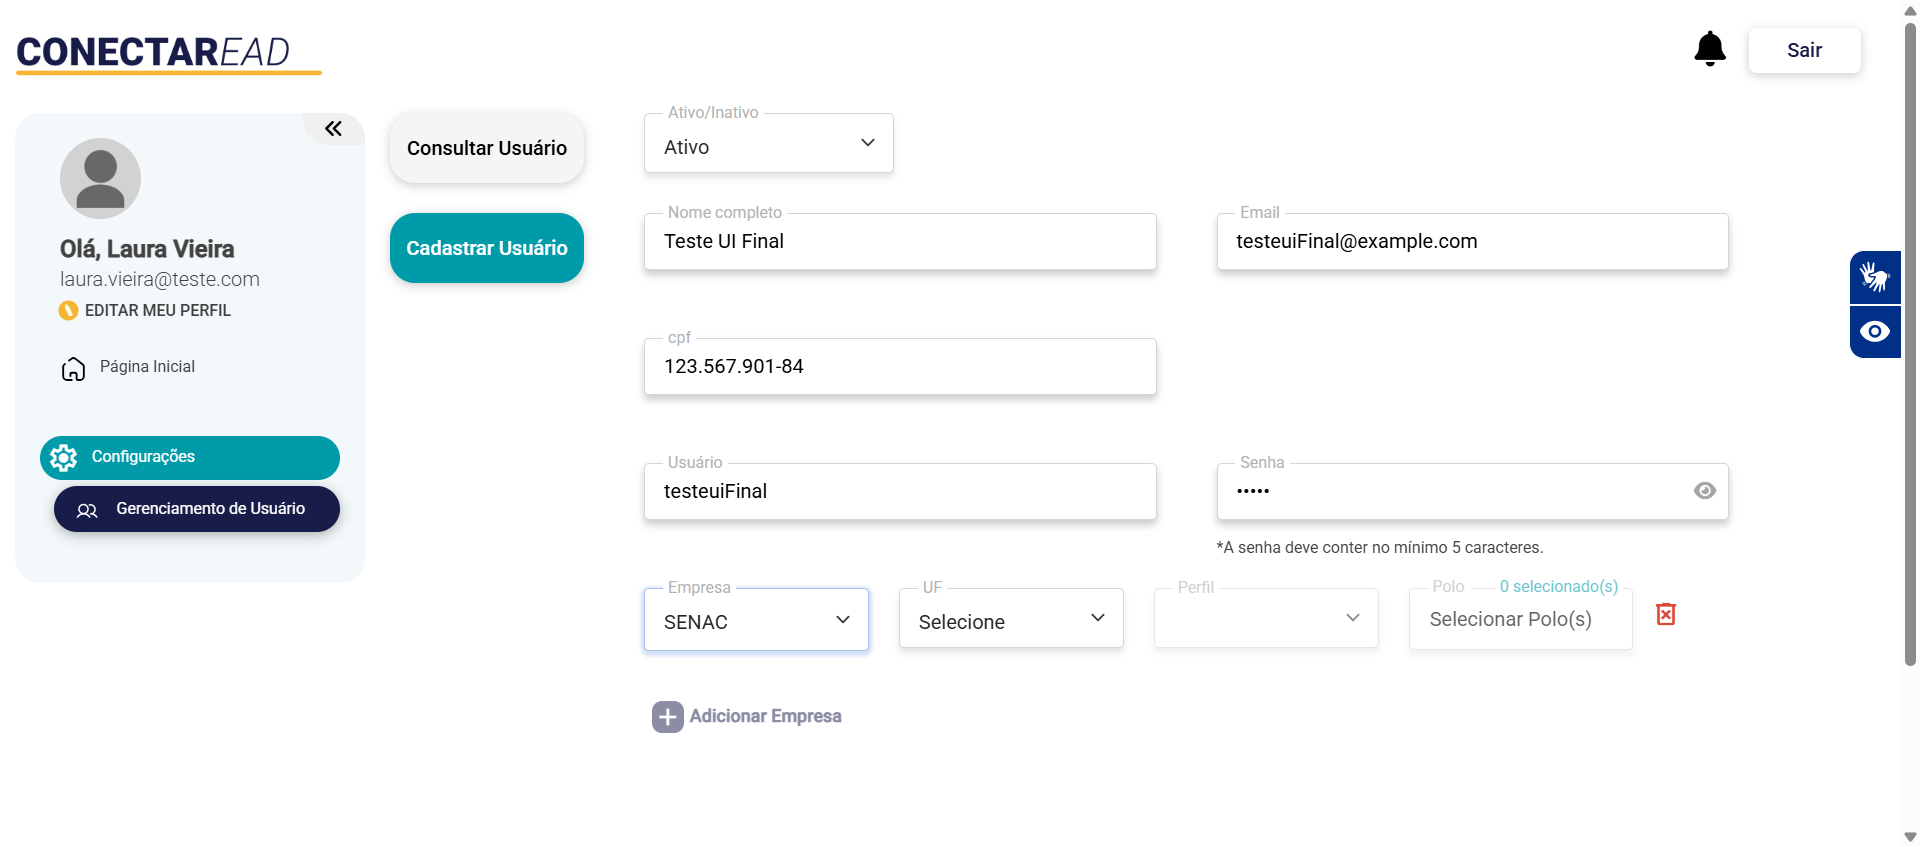 CONECTAREAD
Sair
Olá, Laura Vieira
laura.vieira@teste.com
EDITAR MEU PERFIL
Página Inicial
Configurações
Gerenciamento de Usuário
Consultar Usuário
Cadastrar Usuário
Ativo/Inativo
Ativo
Nome completo
Teste UI Final
Email
testeuiFinal@example.com
cpf
123.567.901-84
Usuário
testeuiFinal
Senha
•••••
*A senha deve conter no mínimo 5 caracteres.
Empresa
SENAC
UF
Selecione
Perfil
Polo
0 selecionado(s)
Selecionar Polo(s)
Adicionar Empresa